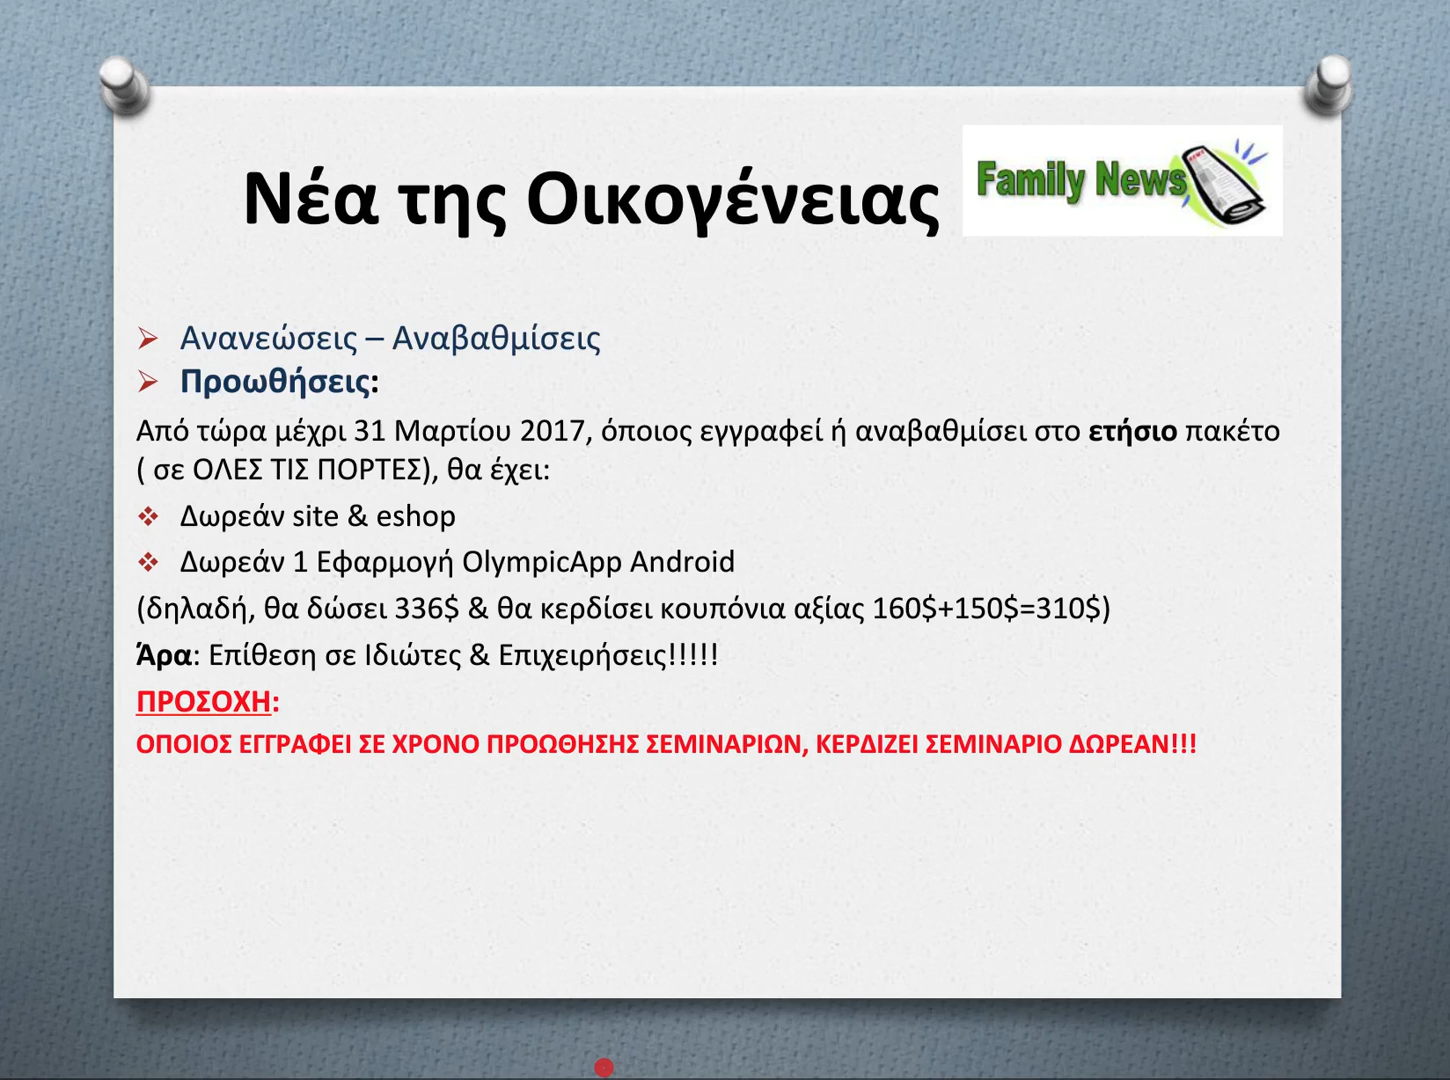 Νέα της Οικογένειας
Family News
Ανανεώσεις – Αναβαθμίσεις
Προωθήσεις:
Από τώρα μέχρι 31 Μαρτίου 2017, όποιος εγγραφεί ή αναβαθμίσει στο ετήσιο πακέτο
( σε ΟΛΕΣ ΤΙΣ ΠΟΡΤΕΣ), θα έχει:
Δωρεάν site & eshop
Δωρεάν 1 Εφαρμογή OlympicApp Android
(δηλαδή, θα δώσει 336$ & θα κερδίσει κουπόνια αξίας 160$+150$=310$)
Άρα: Επίθεση σε Ιδιώτες & Επιχειρήσεις!!!!!
ΠΡΟΣΟΧΗ:
ΟΠΟΙΟΣ ΕΓΓΡΑΦΕΙ ΣΕ ΧΡΟΝΟ ΠΡΟΩΘΗΣΗΣ ΣΕΜΙΝΑΡΙΩΝ, ΚΕΡΔΙΖΕΙ ΣΕΜΙΝΑΡΙΟ ΔΩΡΕΑΝ!!!